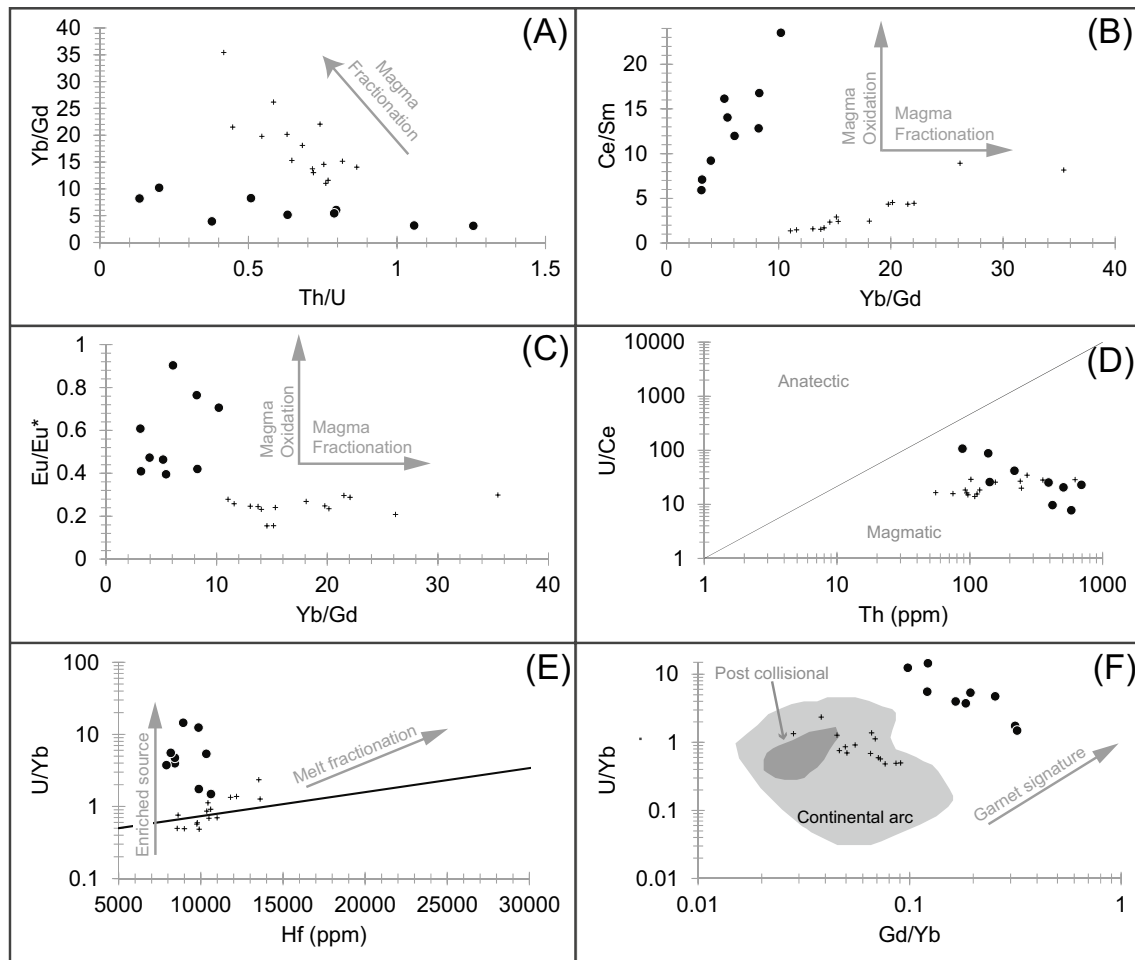 (A)
40
35
30
25
20
15
10
5
0
Yb/Gd
Magma
Fractionation
0
0.5
1
1.5
Th/U
(B)
20
15
10
5
0
Ce/Sm
Magma
Oxidation
Magma
Fractionation
0
10
20
30
40
Yb/Gd
(C)
1
0.8
0.6
0.4
0.2
0
Eu/Eu*
Magma
Oxidation
Magma
Fractionation
0
10
20
30
40
Yb/Gd
(D)
10000
1000
100
10
1
U/Ce
Anatectic
Magmatic
1
10
100
1000
Th (ppm)
(E)
100
10
1
0.1
U/Yb
Enriched source
Melt fractionation
5000
10000
15000
20000
25000
30000
Hf (ppm)
(F)
10
1
0.1
0.01
U/Yb
Post collisional
Continental arc
Garnet signature
0.01
0.1
1
Gd/Yb